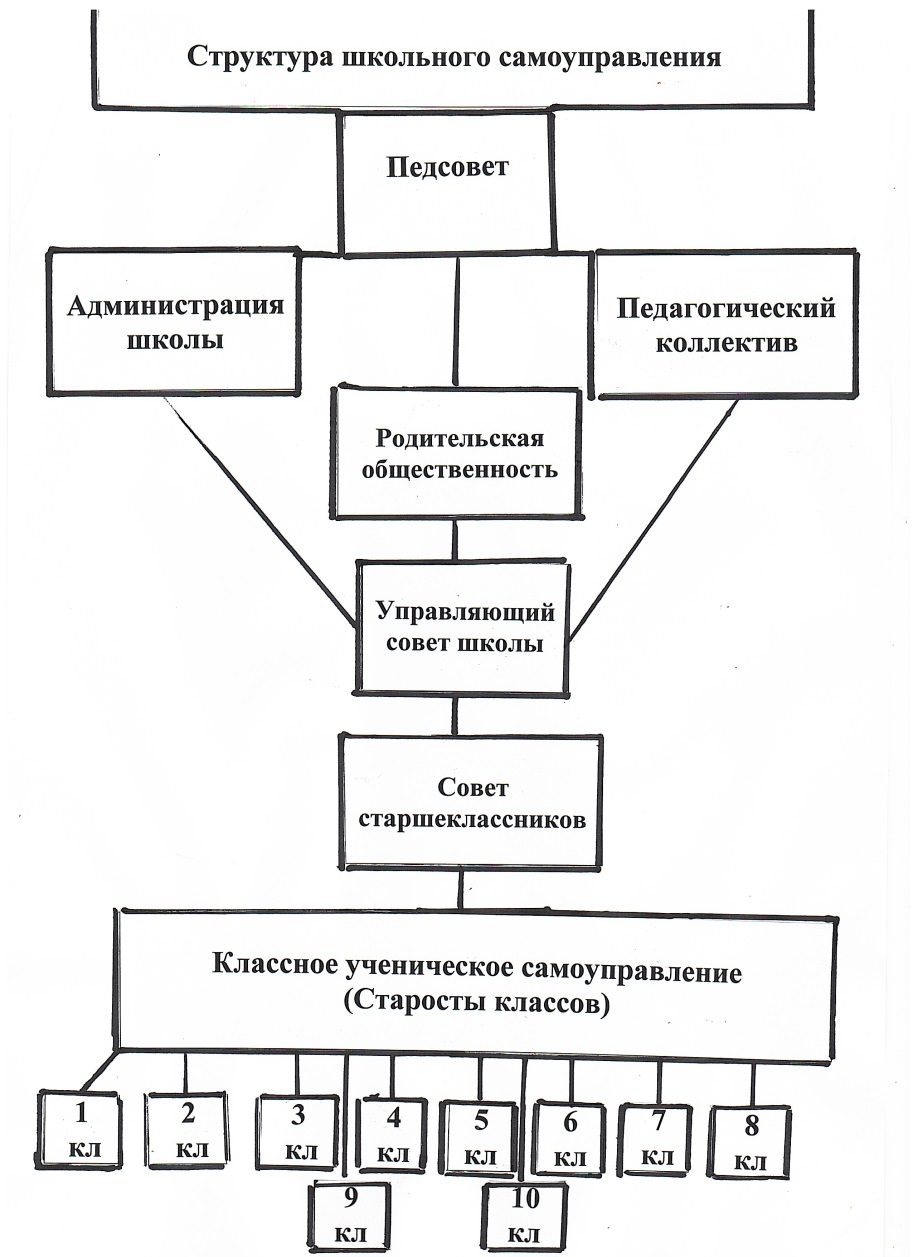 Структура школьного самоуправления
Педсовет
Администрация
школы
Педагогический
коллектив
Родительская
общественность
Управляющий
совет школы
Совет
старшеклассников
Классное ученическое самоуправление
(Старосты классов)
1
кл
2
кл
3
кл
4
кл
5
кл
6
кл
7
кл
8
кл
9
кл
10
кл